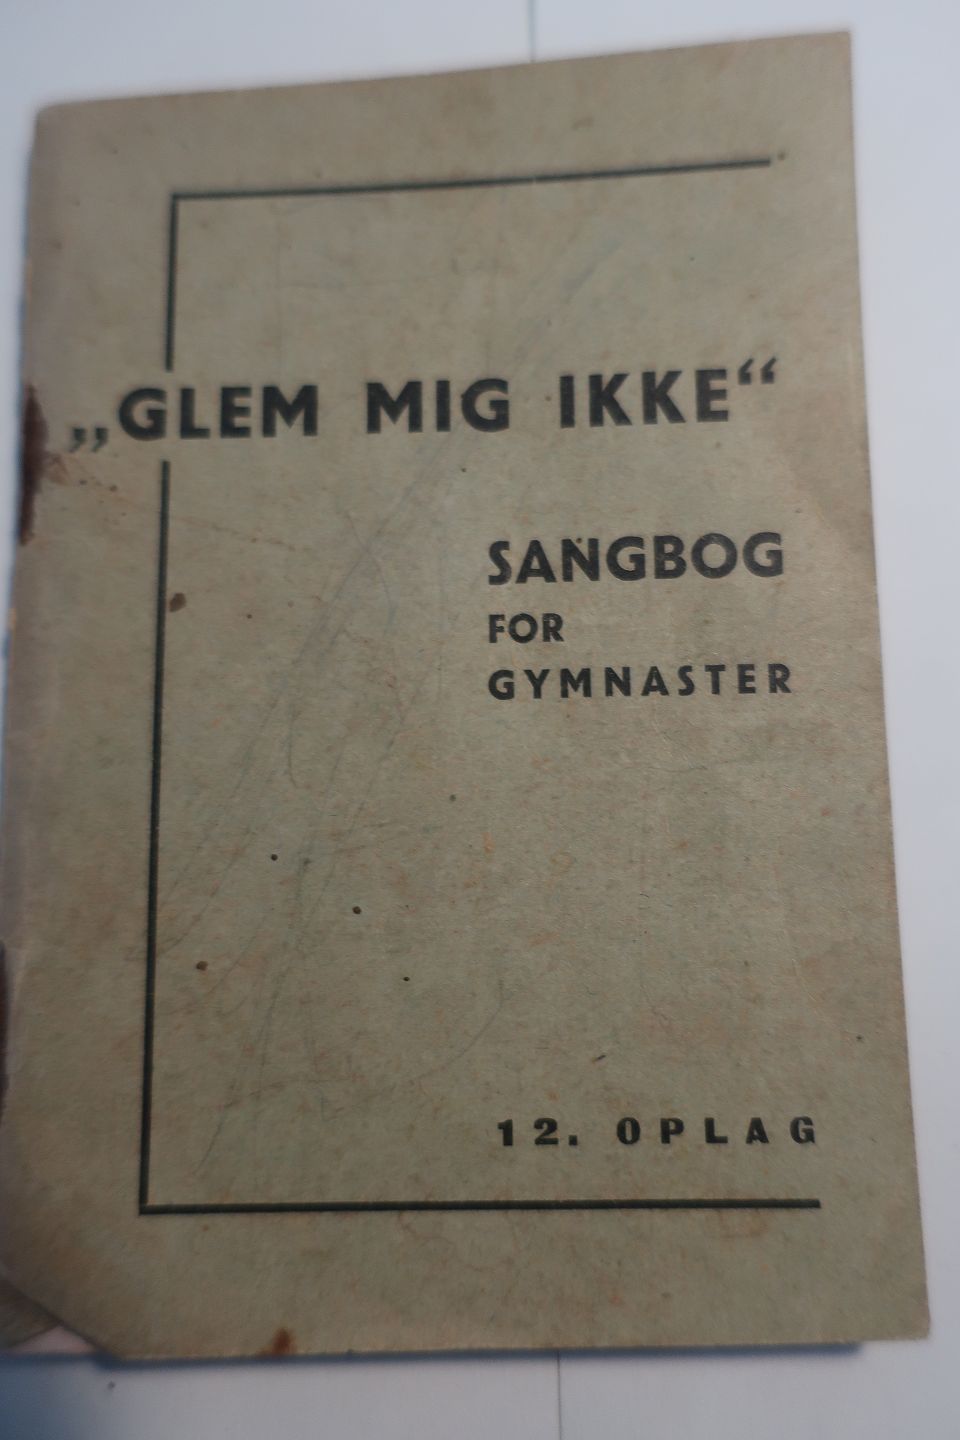 „GLEM MIG IKKE“
SANGBOG
FOR
GYMNASTER
12. OPLAG